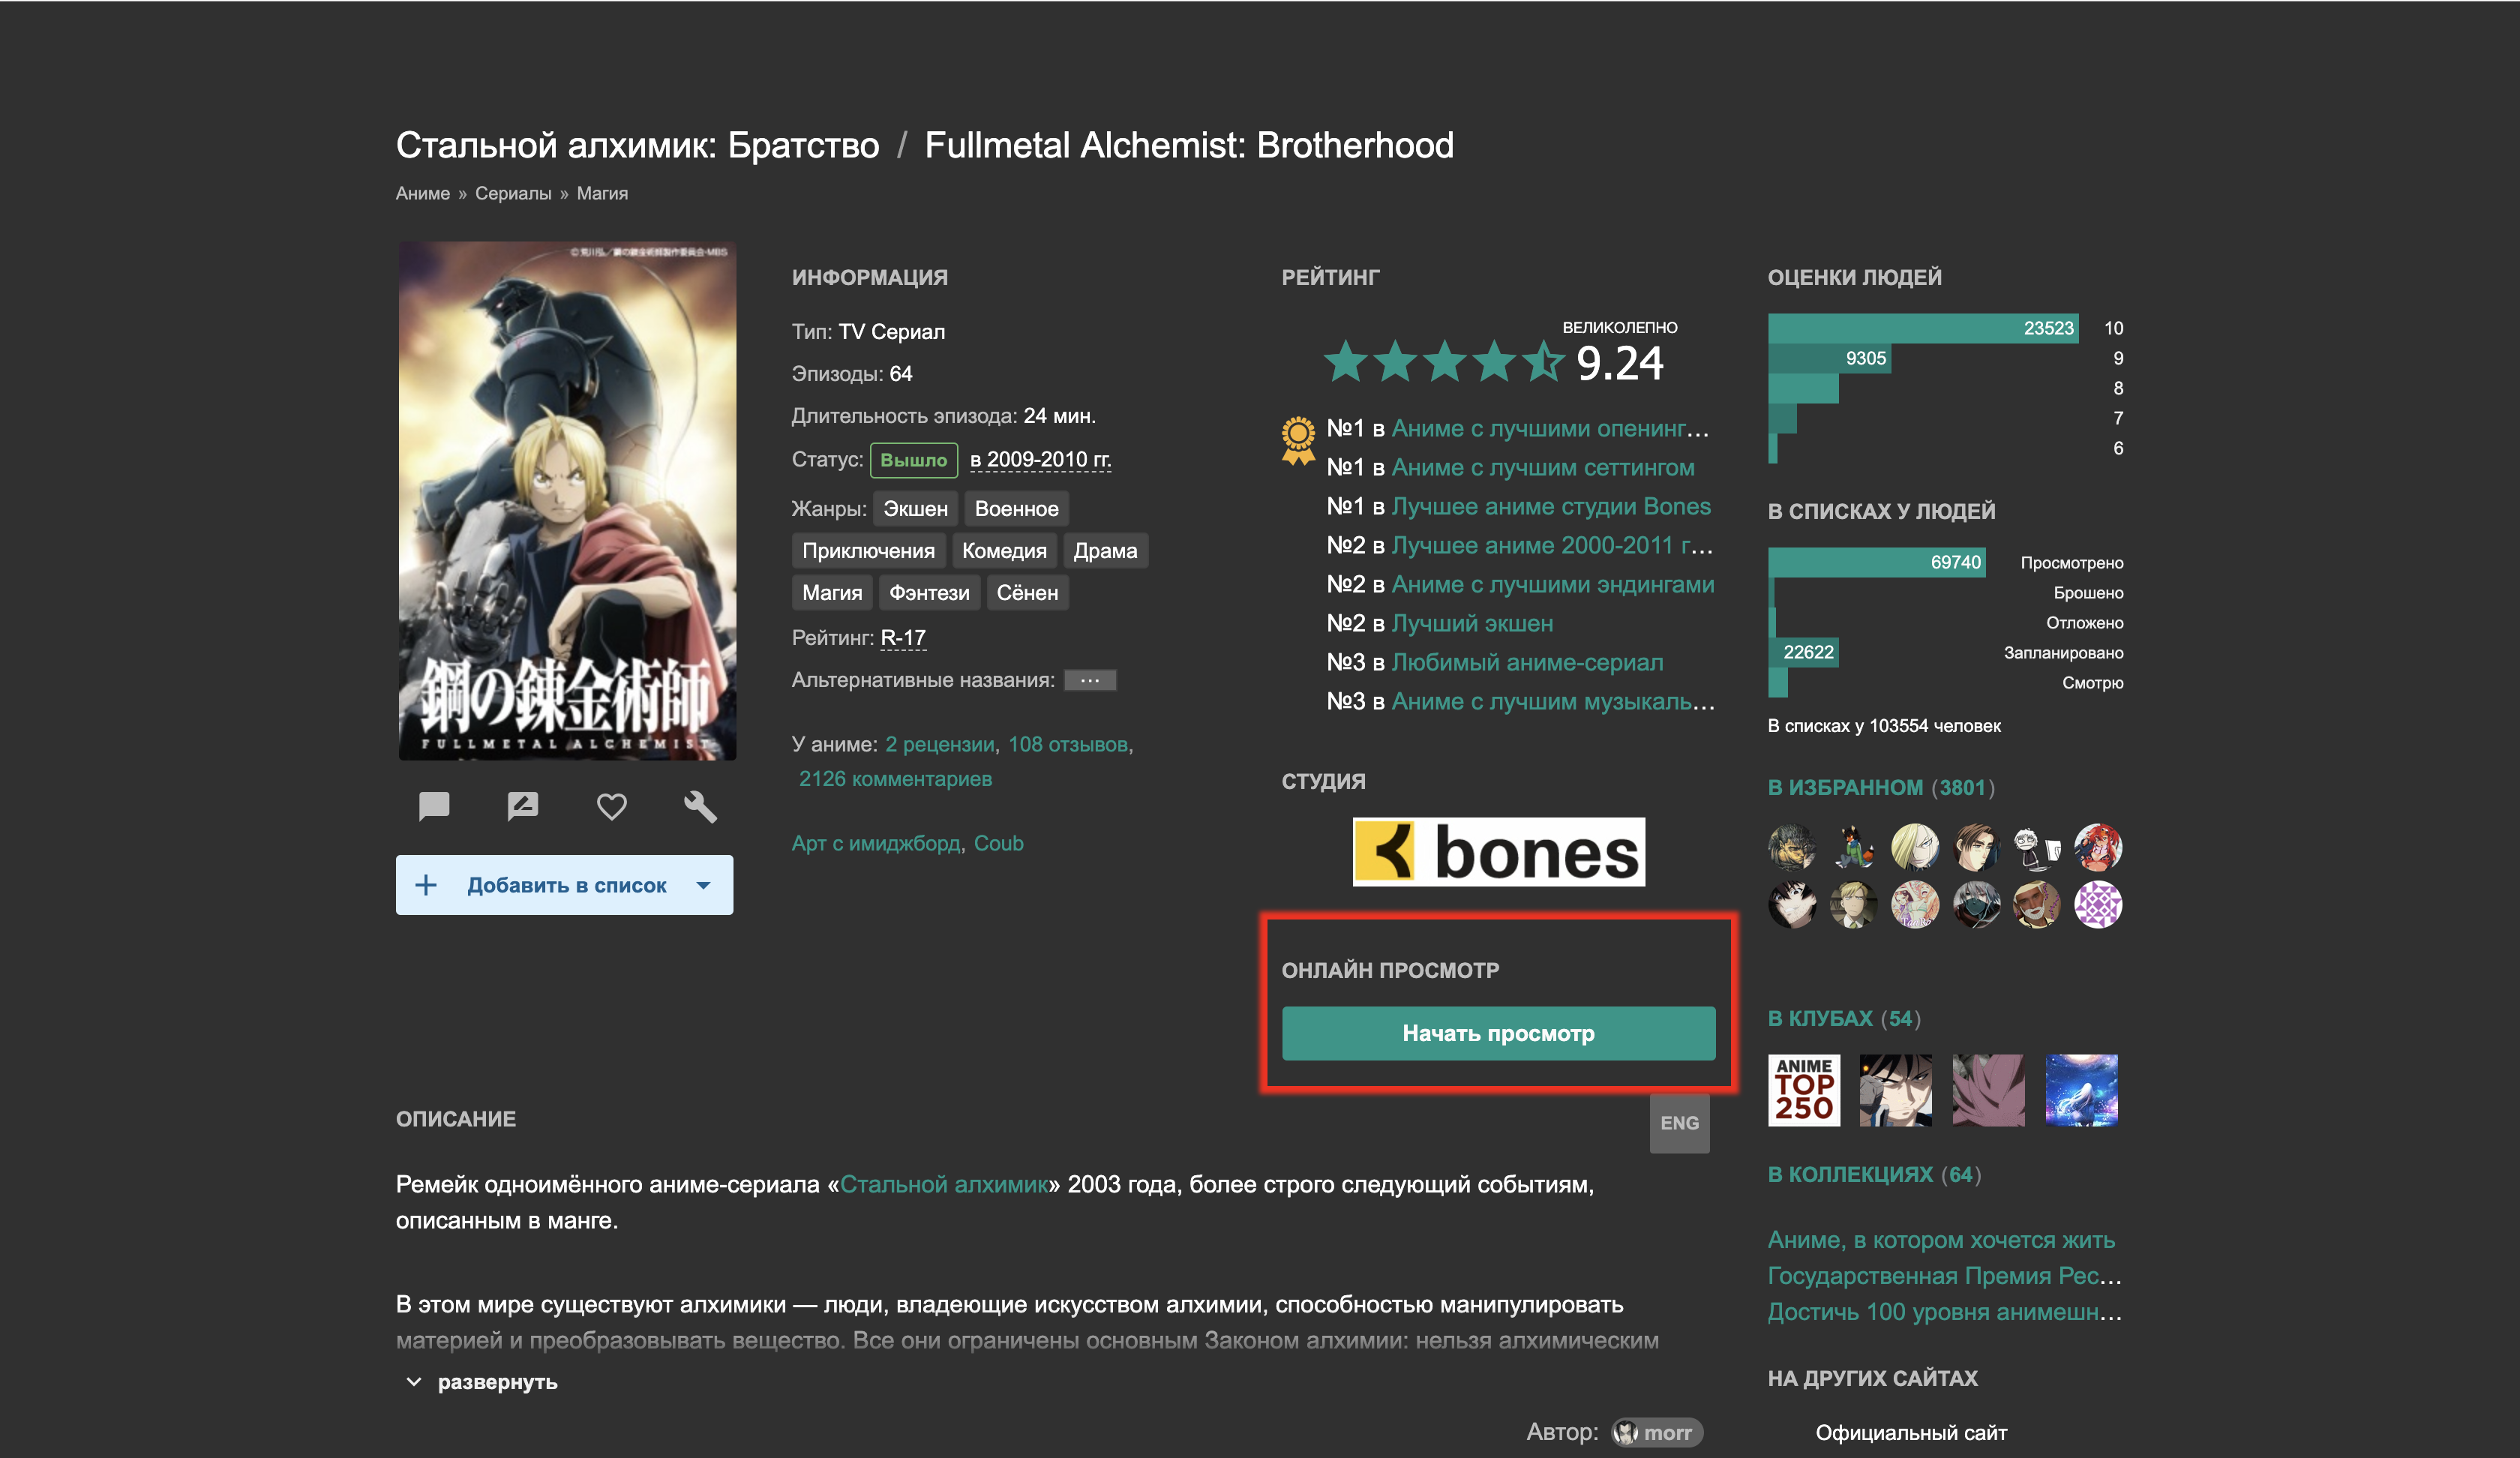 Стальной алхимик: Братство / Fullmetal Alchemist: Brotherhood
Аниме » Сериалы » Магия
鋼の錬金術師
FULLMETAL ALCHEMIST
Добавить в список
ИНФОРМАЦИЯ
Тип: TV Сериал
Эпизоды: 64
Длительность эпизода: 24 мин.
Статус: Вышло в 2009-2010 гг.
Жанры: Экшен Военное
Приключения Комедия Драма
Магия Фэнтези Сёнен
Рейтинг: R-17
Альтернативные названия: ...
У аниме: 2 рецензии, 108 отзывов,
2126 комментариев
Арт с имиджборд, Coub
РЕЙТИНГ
ВЕЛИКОЛЕПНО
9.24
№1 в Аниме с лучшими опенинг...
№1 в Аниме с лучшим сеттингом
№1 в Лучшее аниме студии Bones
№2 в Лучшее аниме 2000-2011 г...
№2 в Аниме с лучшими эндингами
№2 в Лучший экшен
№3 в Любимый аниме-сериал
№3 в Аниме с лучшим музыкаль...
СТУДИЯ
bones
ОНЛАЙН ПРОСМОТР
Начать просмотр
ОЦЕНКИ ЛЮДЕЙ
23523 10
9305 9
8
7
6
В СПИСКАХ У ЛЮДЕЙ
69740 Просмотрено
Брошено
Отложено
22622 Запланировано
Смотрю
В списках у 103554 человек
В ИЗБРАННОМ (3801)
В КЛУБАХ (54)
ANIME
TOP
250
В КОЛЛЕКЦИЯХ (64)
Аниме, в котором хочется жить
Государственная Премия Рес...
Достичь 100 уровня анимешн...
НА ДРУГИХ САЙТАХ
Официальный сайт
ОПИСАНИЕ
ENG
Ремейк одноимённого аниме-сериала «Стальной алхимик» 2003 года, более строго следующий событиям,
описанным в манге.
В этом мире существуют алхимики — люди, владеющие искусством алхимии, способностью манипулировать
материей и преобразовывать вещество. Все они ограничены основным Законом алхимии: нельзя алхимическим
развернуть
Автор: morr